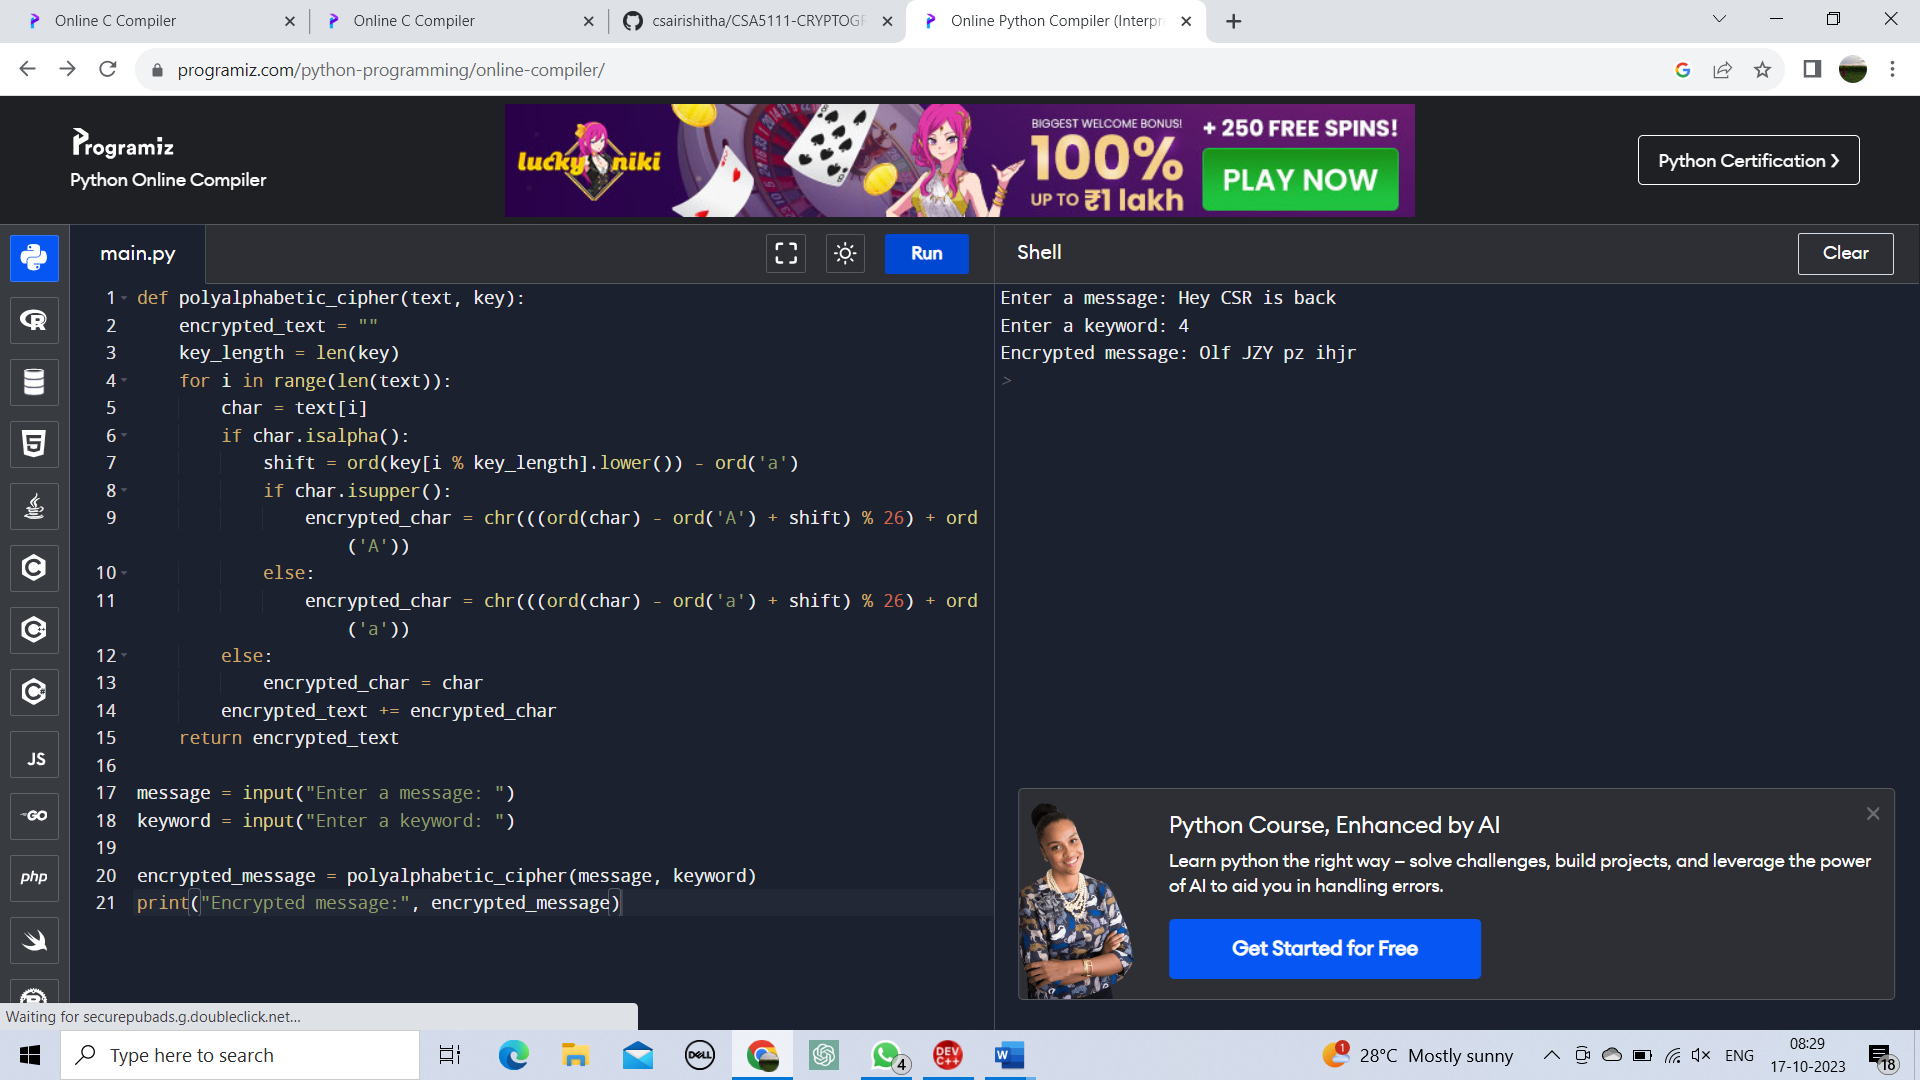 Online C Compiler
Online C Compiler
csairishitha/CSA5111-CRYPTOGR
Online Python Compiler (Interpr
programiz.com/python-programming/online-compiler/
Programiz
Python Online Compiler
lucky niki
BIGGEST WELCOME BONUS!
100%
UP TO ₹1 lakh
+ 250 FREE SPINS!
PLAY NOW
Python Certification ❯
main.py
Run
Shell
Clear
1 def polyalphabetic_cipher(text, key):
2     encrypted_text = ""
3     key_length = len(key)
4     for i in range(len(text)):
5         char = text[i]
6         if char.isalpha():
7             shift = ord(key[i % key_length].lower()) - ord('a')
8             if char.isupper():
9                 encrypted_char = chr(((ord(char) - ord('A') + shift) % 26) + ord
('A'))
10             else:
11                 encrypted_char = chr(((ord(char) - ord('a') + shift) % 26) + ord
('a'))
12         else:
13             encrypted_char = char
14         encrypted_text += encrypted_char
15     return encrypted_text
16
17 message = input("Enter a message: ")
18 keyword = input("Enter a keyword: ")
19
20 encrypted_message = polyalphabetic_cipher(message, keyword)
21 print("Encrypted message:", encrypted_message)
Enter a message: Hey CSR is back
Enter a keyword: 4
Encrypted message: Olf JZY pz ihjr
>
JS
GO
php
Python Course, Enhanced by AI
Learn python the right way – solve challenges, build projects, and leverage the power
of AI to aid you in handling errors.
Get Started for Free
Waiting for securepubads.g.doubleclick.net...
Type here to search
DELL
4
DEV
C++
W
1
28°C Mostly sunny
ENG
08:29
17-10-2023
18